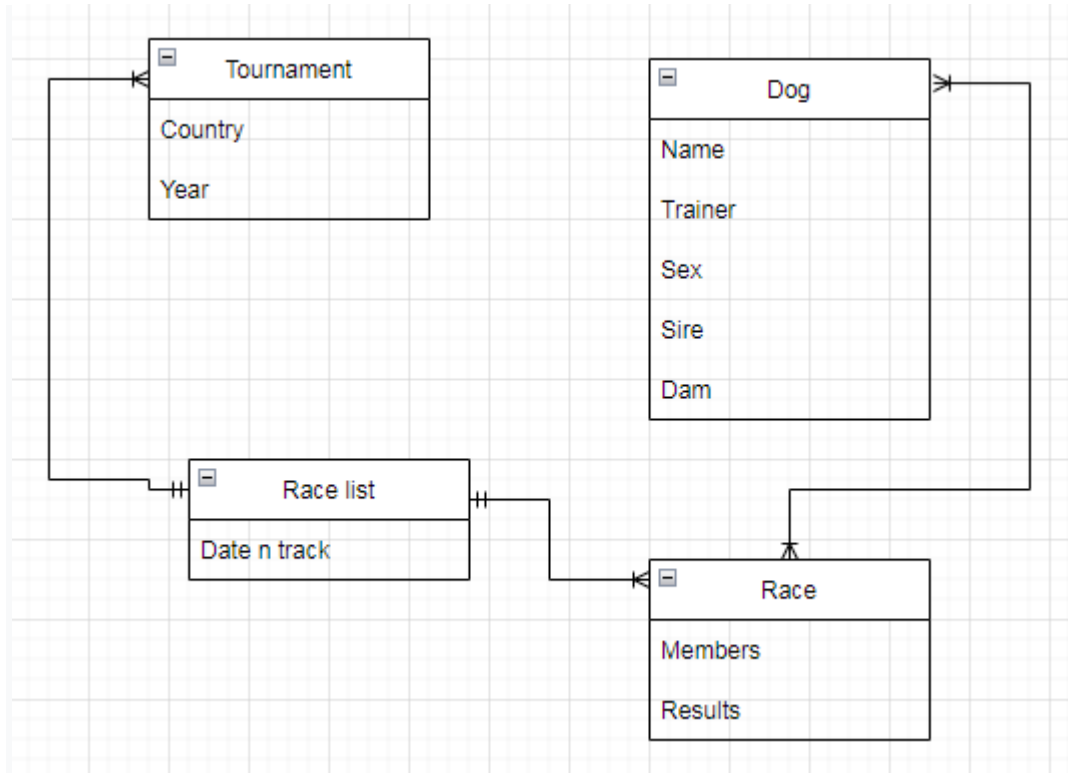 Tournament
Country
Year
Dog
Name
Trainer
Sex
Sire
Dam
Race list
Date n track
Race
Members
Results